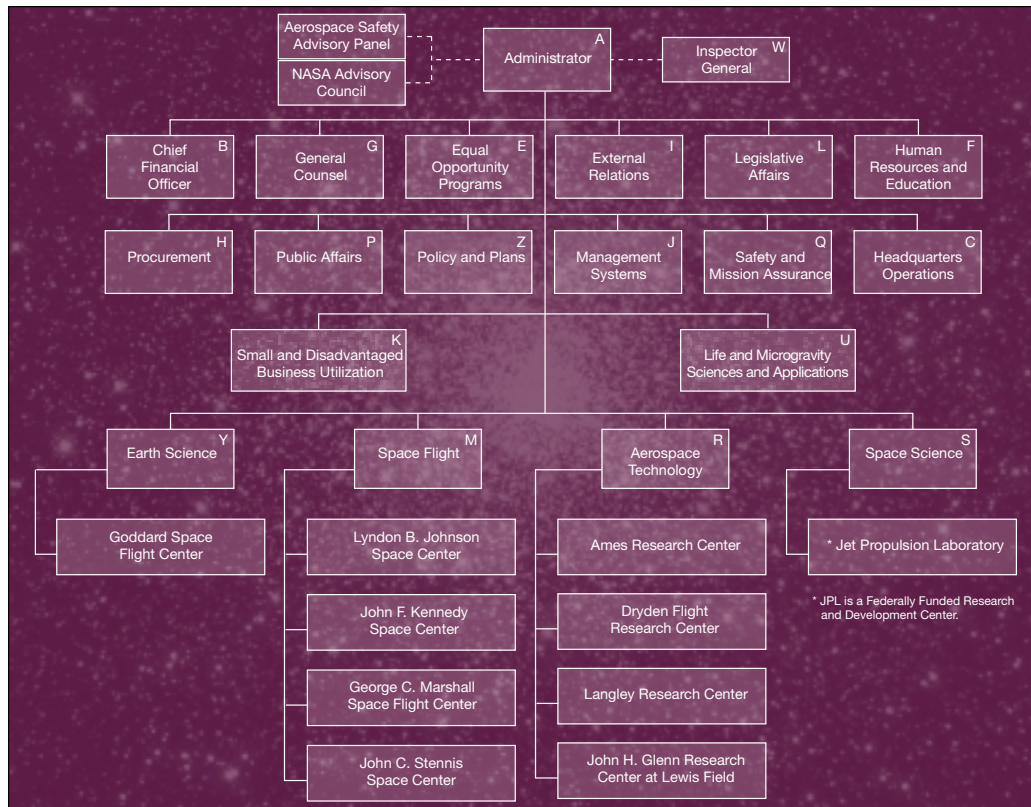 Aerospace Safety
Advisory Panel
NASA Advisory
Council
A
Administrator
W
Inspector
General
B
Chief
Financial
Officer
G
General
Counsel
E
Equal
Opportunity
Programs
I
External
Relations
L
Legislative
Affairs
F
Human
Resources and
Education
H
Procurement
P
Public Affairs
Z
Policy and Plans
J
Management
Systems
Q
Safety and
Mission Assurance
C
Headquarters
Operations
K
Small and Disadvantaged
Business Utilization
U
Life and Microgravity
Sciences and Applications
Y
Earth Science
M
Space Flight
R
Aerospace
Technology
S
Space Science
Goddard Space
Flight Center
Lyndon B. Johnson
Space Center
John F. Kennedy
Space Center
George C. Marshall
Space Flight Center
John C. Stennis
Space Center
Ames Research Center
Dryden Flight
Research Center
Langley Research Center
John H. Glenn Research
Center at Lewis Field
* Jet Propulsion Laboratory
* JPL is a Federally Funded Research
and Development Center.